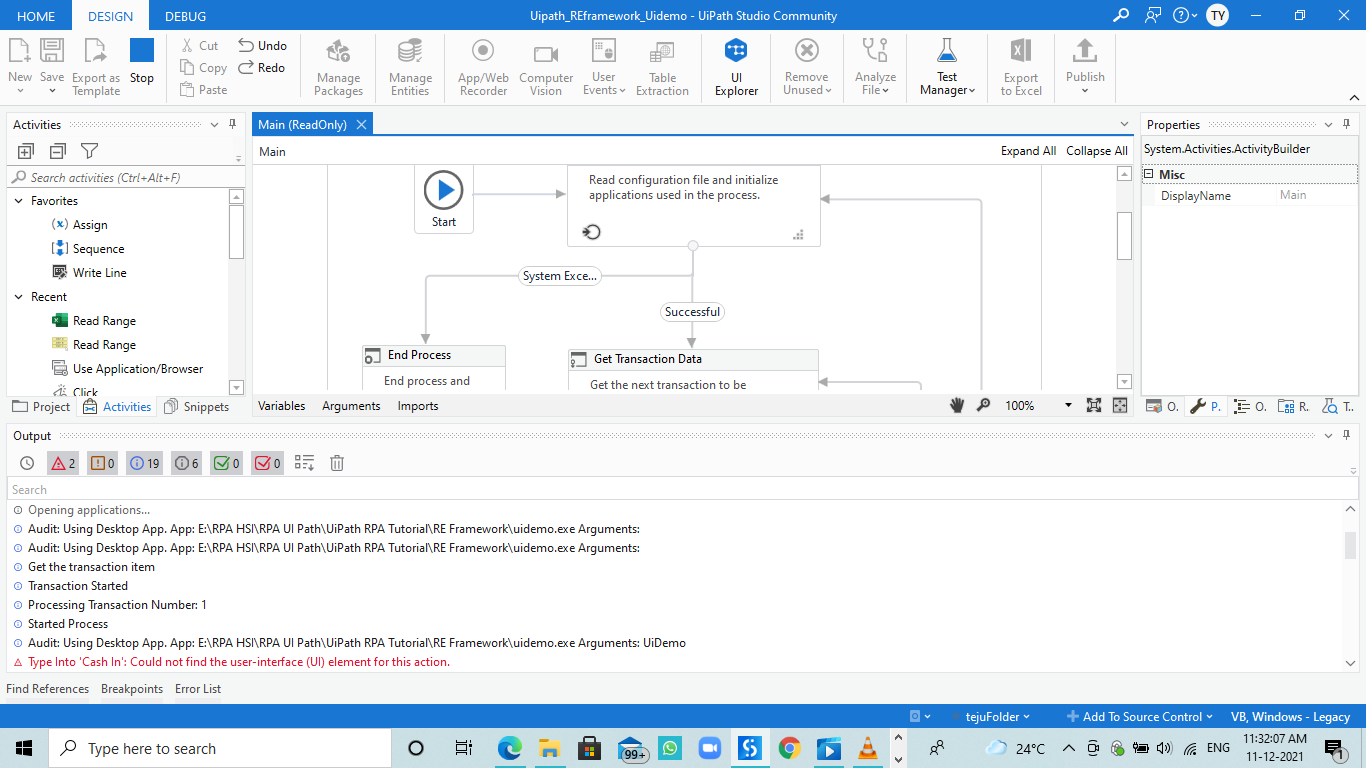 HOME DESIGN DEBUG Uipath_REframework_Uidemo - UiPath Studio Community TY
New Save Export as Template Stop Cut Copy Paste Undo Redo Manage Packages Manage Entities App/Web Recorder Computer Vision User Events Table Extraction UI Explorer Remove Unused Analyze File Test Manager Export to Excel Publish
Activities
Search activities (Ctrl+Alt+F)
Favorites
Assign
Sequence
Write Line
Recent
Read Range
Read Range
Use Application/Browser
Click
Project Activities Snippets
Main (ReadOnly)
Main Expand All Collapse All
Start
Read configuration file and initialize
applications used in the process.
System Exce...
Successful
End Process
End process and
Get Transaction Data
Get the next transaction to be
Variables Arguments Imports 100%
Properties
System.Activities.ActivityBuilder
Misc
DisplayName Main
O. P. O. R. T..
Output
2 0 19 6 0 0
Search
Opening applications...
Audit: Using Desktop App. App: E:\RPA HSI\RPA UI Path\UiPath RPA Tutorial\RE Framework\uidemo.exe Arguments:
Audit: Using Desktop App. App: E:\RPA HSI\RPA UI Path\UiPath RPA Tutorial\RE Framework\uidemo.exe Arguments:
Get the transaction item
Transaction Started
Processing Transaction Number: 1
Started Process
Audit: Using Desktop App. App: E:\RPA HSI\RPA UI Path\UiPath RPA Tutorial\RE Framework\uidemo.exe Arguments: UiDemo
Type Into 'Cash In': Could not find the user-interface (UI) element for this action.
Find References Breakpoints Error List
tejuFolder Add To Source Control VB, Windows - Legacy
Type here to search 99+ 24°C ENG 11:32:07 AM
11-12-2021 1